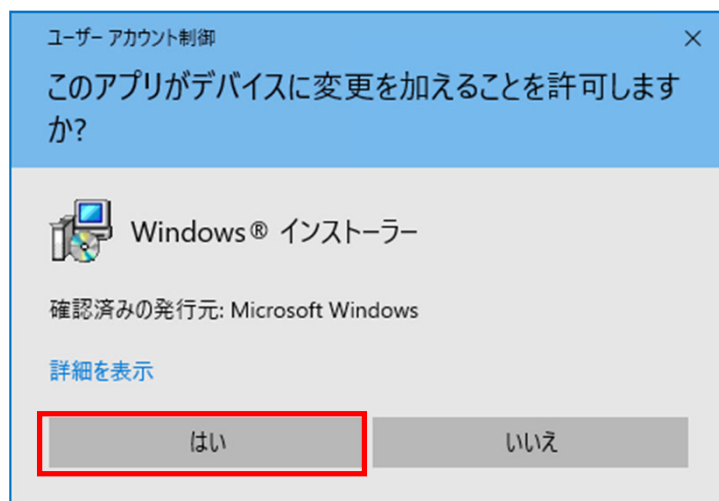 ユーザー アカウント制御
このアプリがデバイスに変更を加えることを許可します
か?
Windows® インストーラー
確認済みの発行元: Microsoft Windows
詳細を表示
はい
いいえ